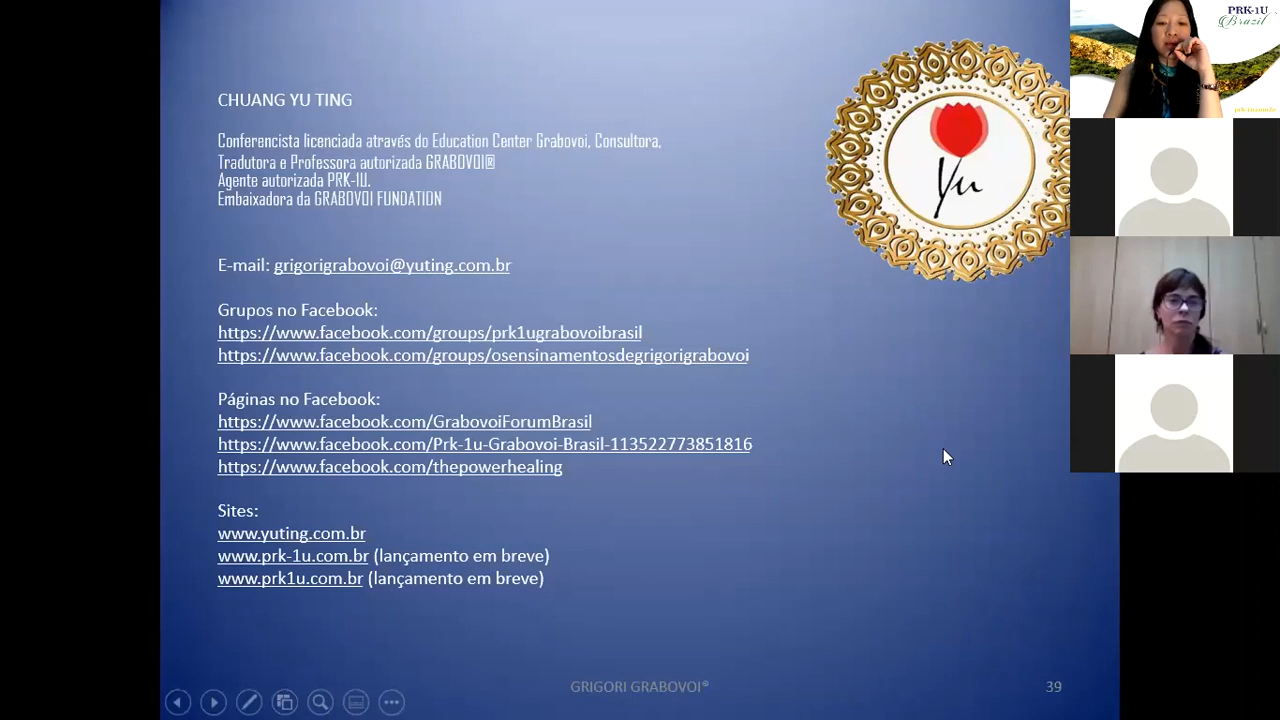 CHUANG YU TING
Conferencista licenciada através do Education Center Grabovoi, Consultora,
Tradutora e Professora autorizada GRABOVOI®
Agente autorizada PRK-1U.
Embaixadora da GRABOVOI FUNDATION
E-mail: grigorigrabovoi@yuting.com.br
Grupos no Facebook:
https://www.facebook.com/groups/prk1ugrabovoibrasil
https://www.facebook.com/groups/osensinamentosdegrigorigrabovoi
Páginas no Facebook:
https://www.facebook.com/GrabovoiForumBrasil
https://www.facebook.com/Prk-1u-Grabovoi-Brasil-113522773851816
https://www.facebook.com/thepowerhealing
Sites:
www.yuting.com.br
www.prk-1u.com.br (lançamento em breve)
www.prk1u.com.br (lançamento em breve)
GRIGORI GRABOVOI®
39
Yu
PRK-1U
Brazil
prk-1u.com.br